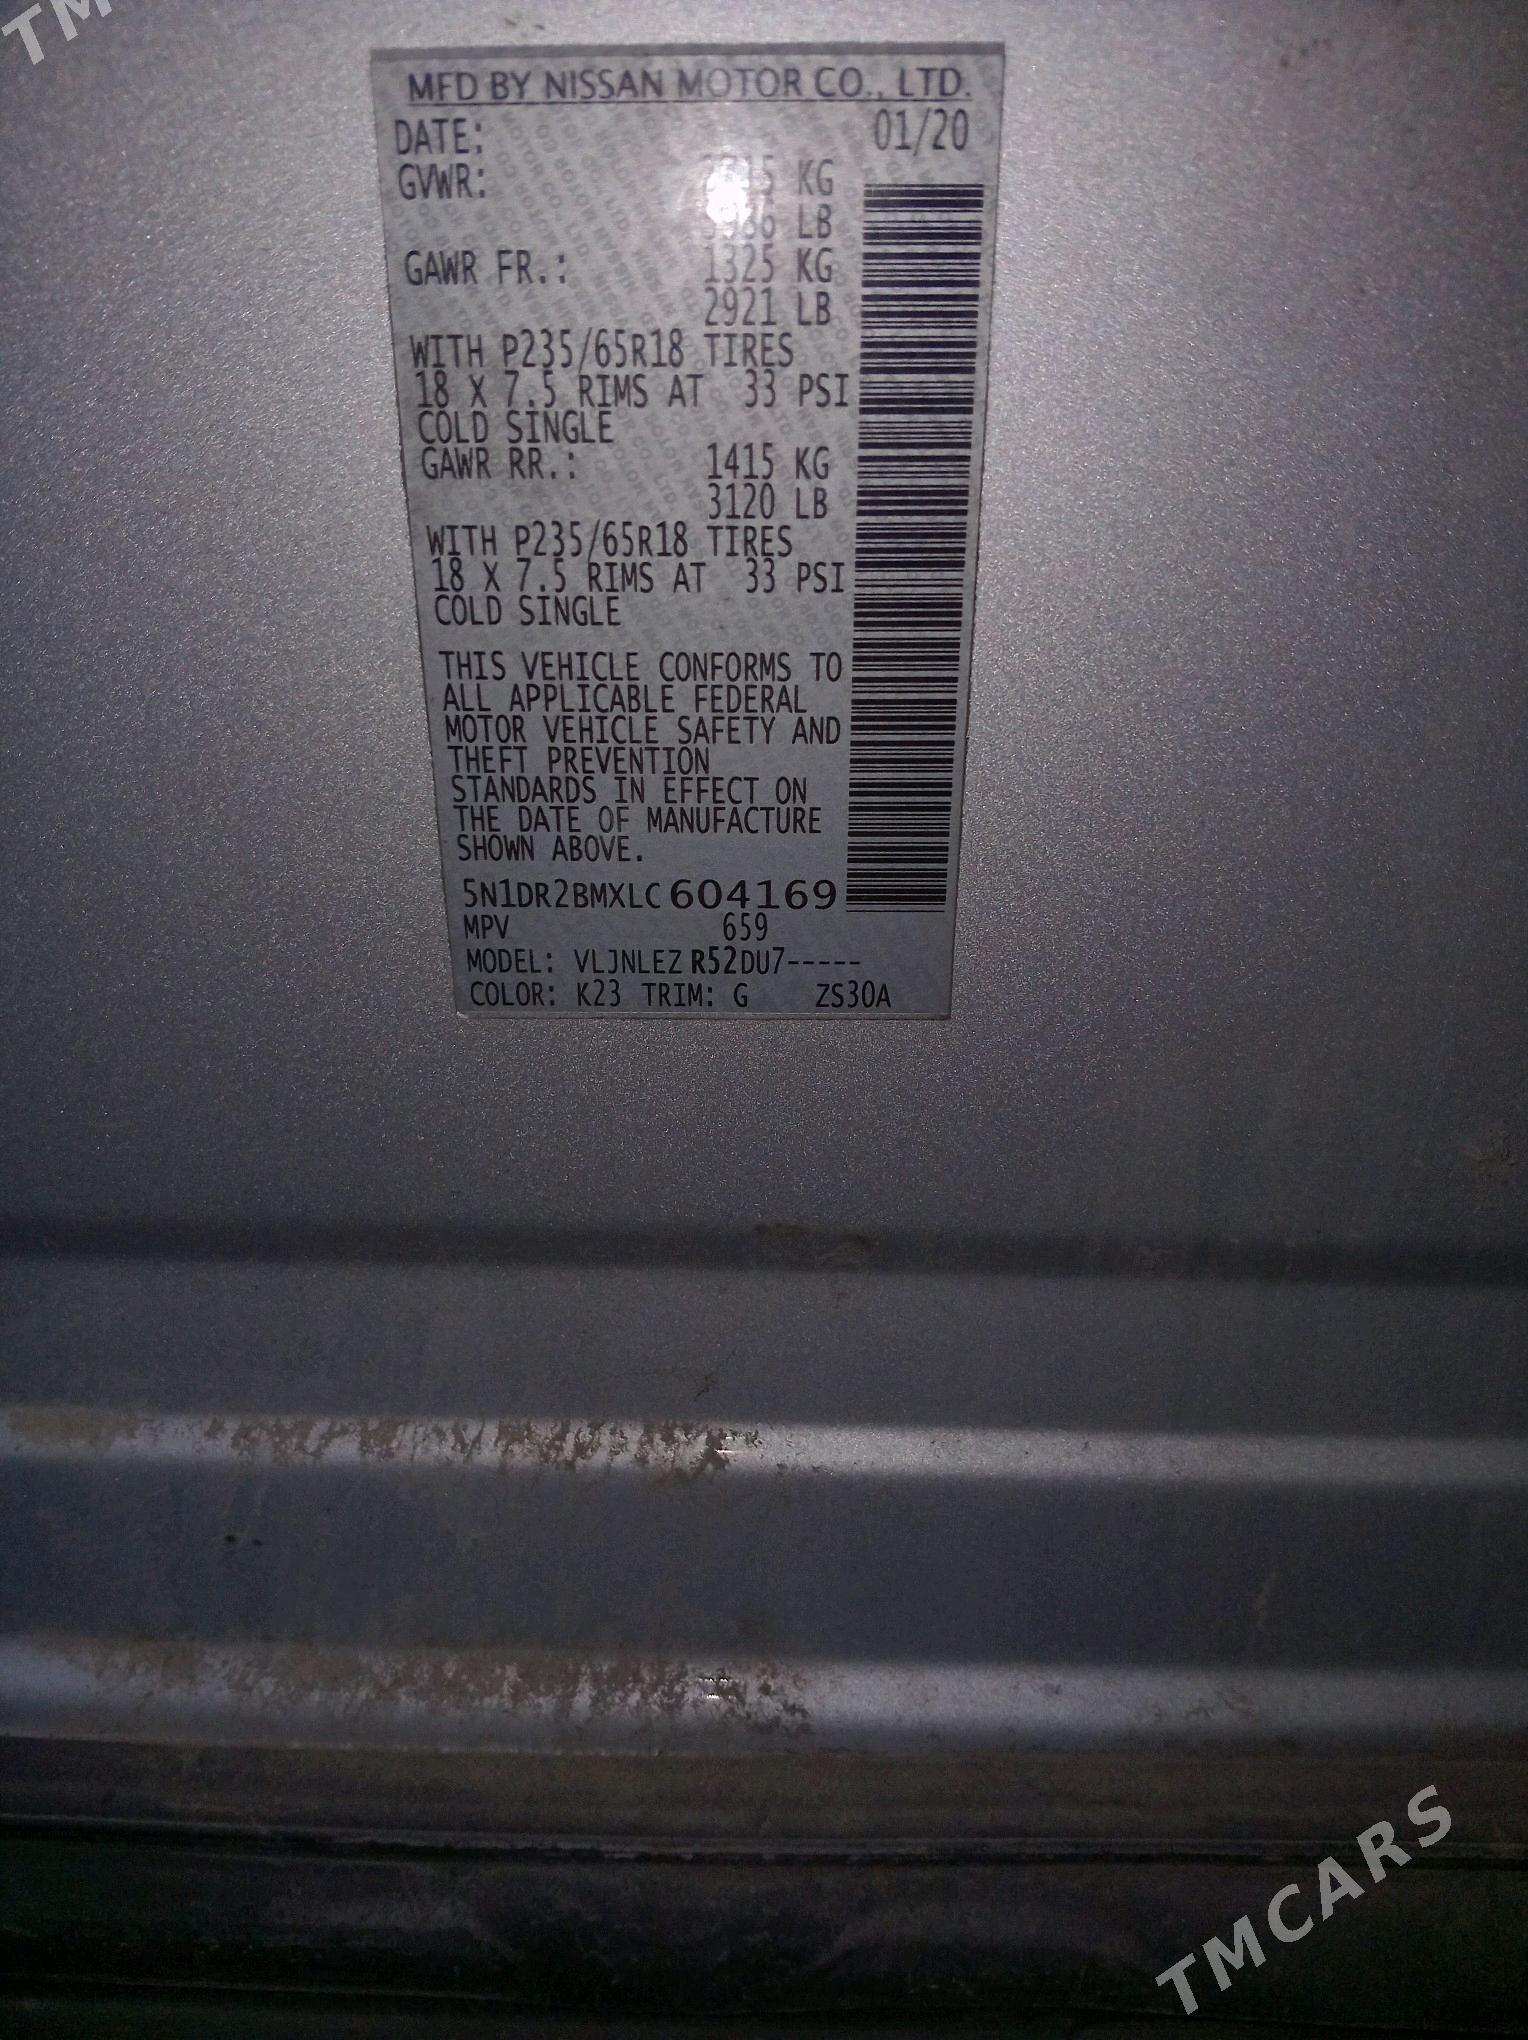 TM
MFD BY NISSAN MOTOR CO., LTD.
DATE: 01/20
GVWR: KG
LB
GAWR FR.: 1325 KG
2921 LB
WITH P235/65R18 TIRES
18 X 7.5 RIMS AT 33 PSI
COLD SINGLE
GAWR RR.: 1415 KG
3120 LB
WITH P235/65R18 TIRES
18 X 7.5 RIMS AT 33 PSI
COLD SINGLE
THIS VEHICLE CONFORMS TO
ALL APPLICABLE FEDERAL
MOTOR VEHICLE SAFETY AND
THEFT PREVENTION
STANDARDS IN EFFECT ON
THE DATE OF MANUFACTURE
SHOWN ABOVE.
5N1DR2BMXLC604169
MPV 659
MODEL: VLJNLEZ R52DU7-----
COLOR: K23 TRIM: G ZS30A
TMCARS